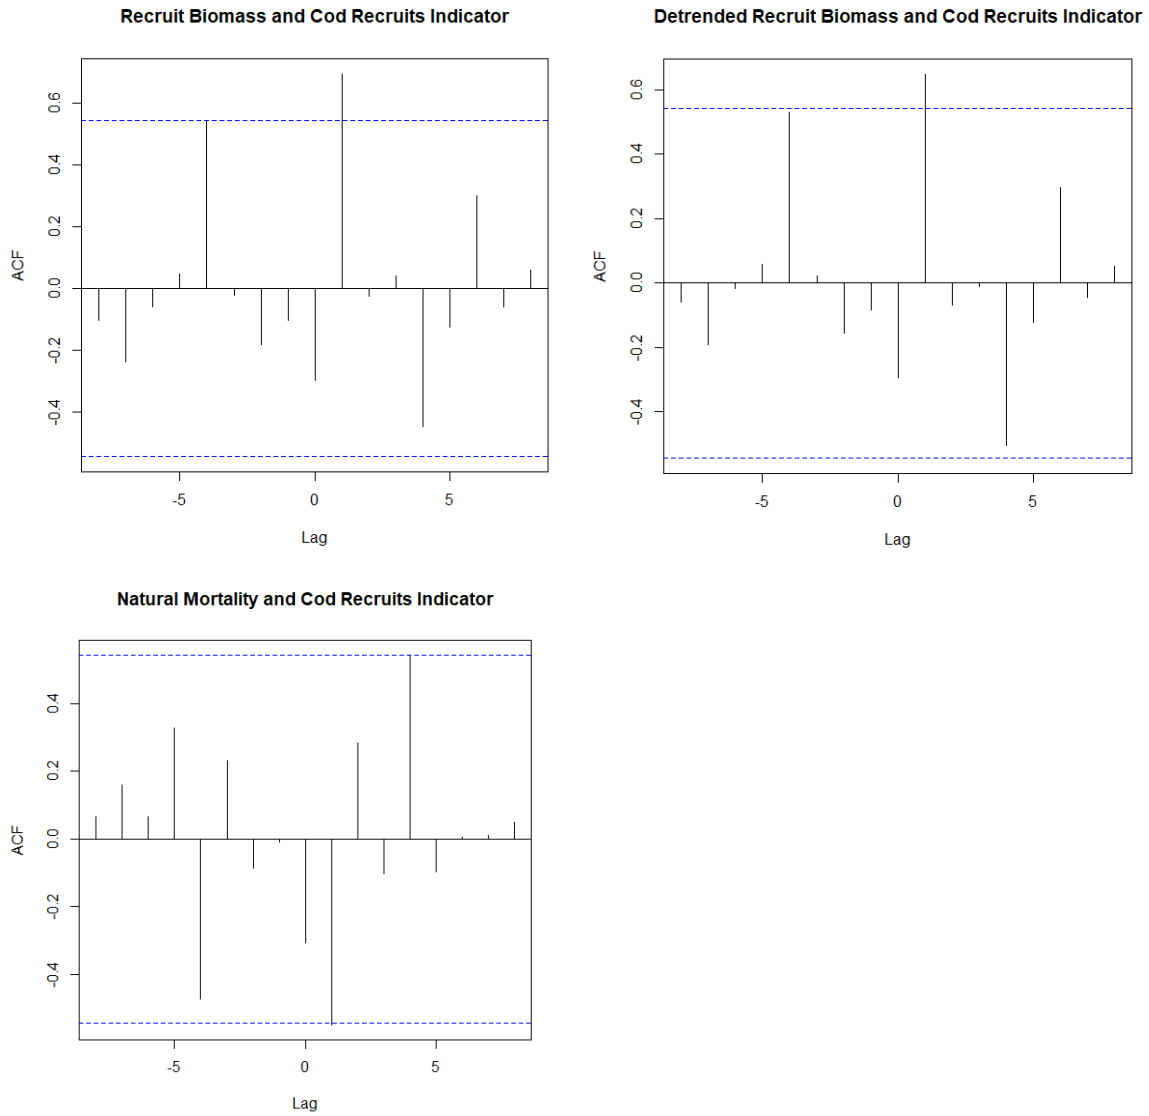 Recruit Biomass and Cod Recruits Indicator
ACF
0.6
0.4
0.2
0.0
-0.2
-0.4
-5
0
5
Lag
Detrended Recruit Biomass and Cod Recruits Indicator
ACF
0.6
0.4
0.2
0.0
-0.2
-0.4
-5
0
5
Lag
Natural Mortality and Cod Recruits Indicator
ACF
0.4
0.2
0.0
-0.2
-0.4
-5
0
5
Lag